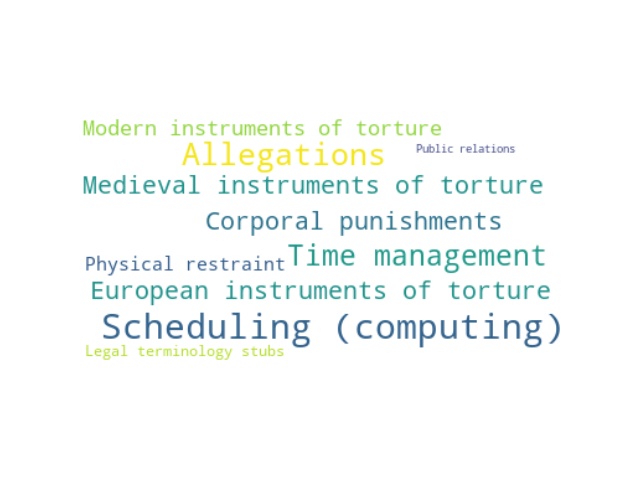 Modern instruments of torture
Allegations
Public relations
Medieval instruments of torture
Corporal punishments
Physical restraint
Time management
European instruments of torture
Scheduling (computing)
Legal terminology stubs